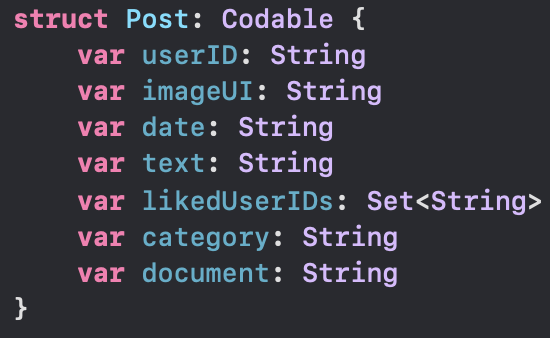 struct Post: Codable {
    var userID: String
    var imageUI: String
    var date: String
    var text: String
    var likedUserIDs: Set<String>
    var category: String
    var document: String
}